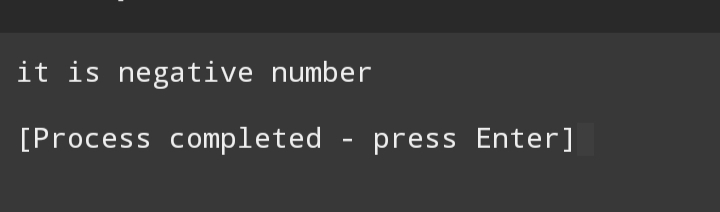 it is negative number
[Process completed - press Enter]